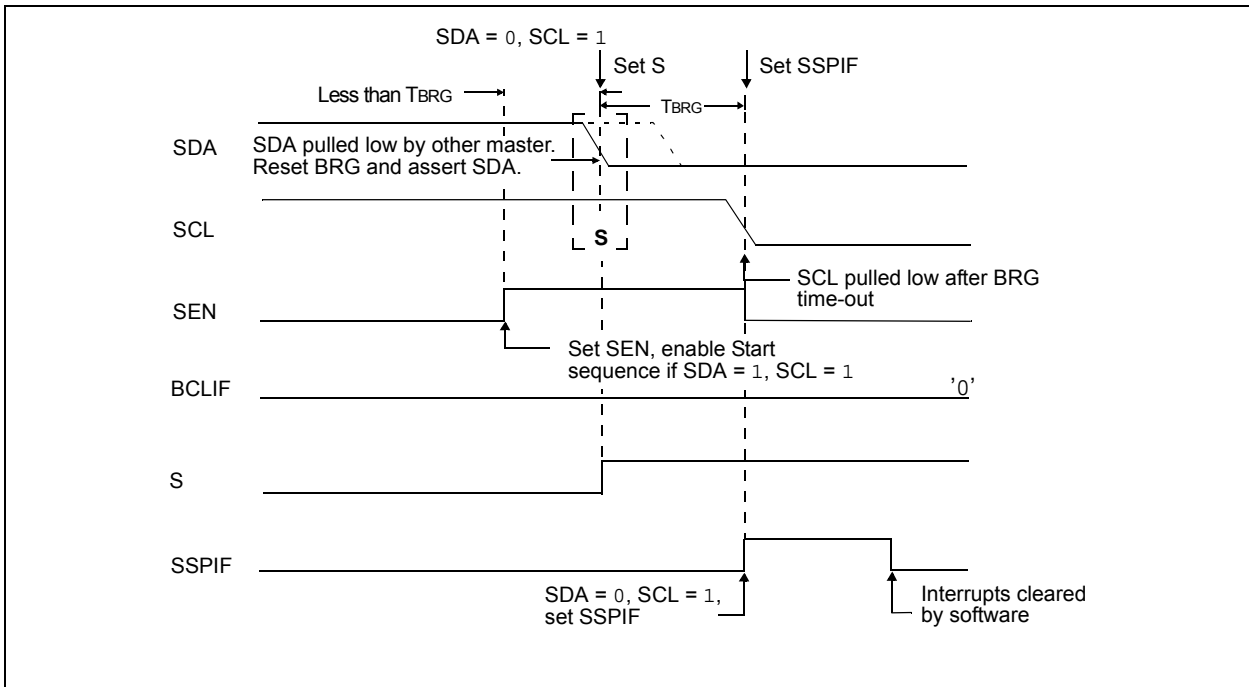 SDA = 0, SCL = 1
Set S
Set SSPIF
Less than TBRG
TBRG
SDA
SDA pulled low by other master.
Reset BRG and assert SDA.
SCL
S
SCL pulled low after BRG
time-out
SEN
Set SEN, enable Start
sequence if SDA = 1, SCL = 1
BCLIF
'0'
S
SSPIF
SDA = 0, SCL = 1,
set SSPIF
Interrupts cleared
by software